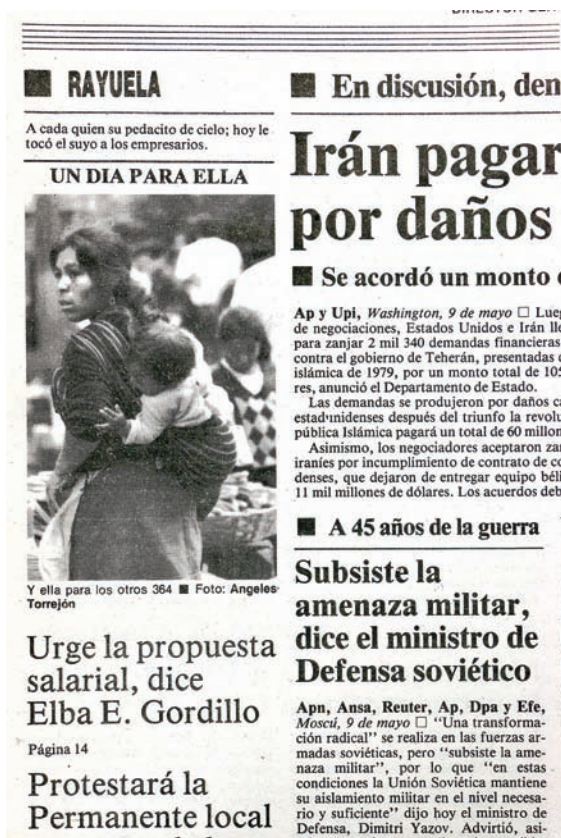 RAYUELA
A cada quien su pedacito de cielo; hoy le
tocó el suyo a los empresarios.
UN DIA PARA ELLA
Y ella para los otros 364 ■ Foto: Angeles
Torrejón
Urge la propuesta
salarial, dice
Elba E. Gordillo
Página 14
Protestará la
Permanente local
■ En discusión, den
Irán pagar
por daños
■ Se acordó un monto
Ap y Upi, Washington, 9 de mayo □ Lueg
de negociaciones, Estados Unidos e Irán lle
para zanjar 2 mil 340 demandas financieras
contra el gobierno de Teherán, presentadas
islámica de 1979, por un monto total de 105
res, anunció el Departamento de Estado.
Las demandas se produjeron por daños ca
estadunidenses después del triunfo la revolu
pública Islámica pagará un total de 60 millon
Asimismo, los negociadores aceptaron zan
iraníes por incumplimiento de contrato de co
denses, que dejaron de entregar equipo béli
11 mil millones de dólares. Los acuerdos deb
■ A 45 años de la guerra
Subsiste la
amenaza militar,
dice el ministro de
Defensa soviético
Apn, Ansa, Reuter, Ap, Dpa y Efe,
Moscú, 9 de mayo □ "Una transforma-
ción radical" se realiza en las fuerzas ar-
madas soviéticas, pero "subsiste la ame-
naza militar", por lo que "en estas
condiciones la Unión Soviética mantiene
su aislamiento militar en el nivel necesa-
rio y suficiente" dijo hoy el ministro de
Defensa, Dimitri Yazov. Advirtió, asi-